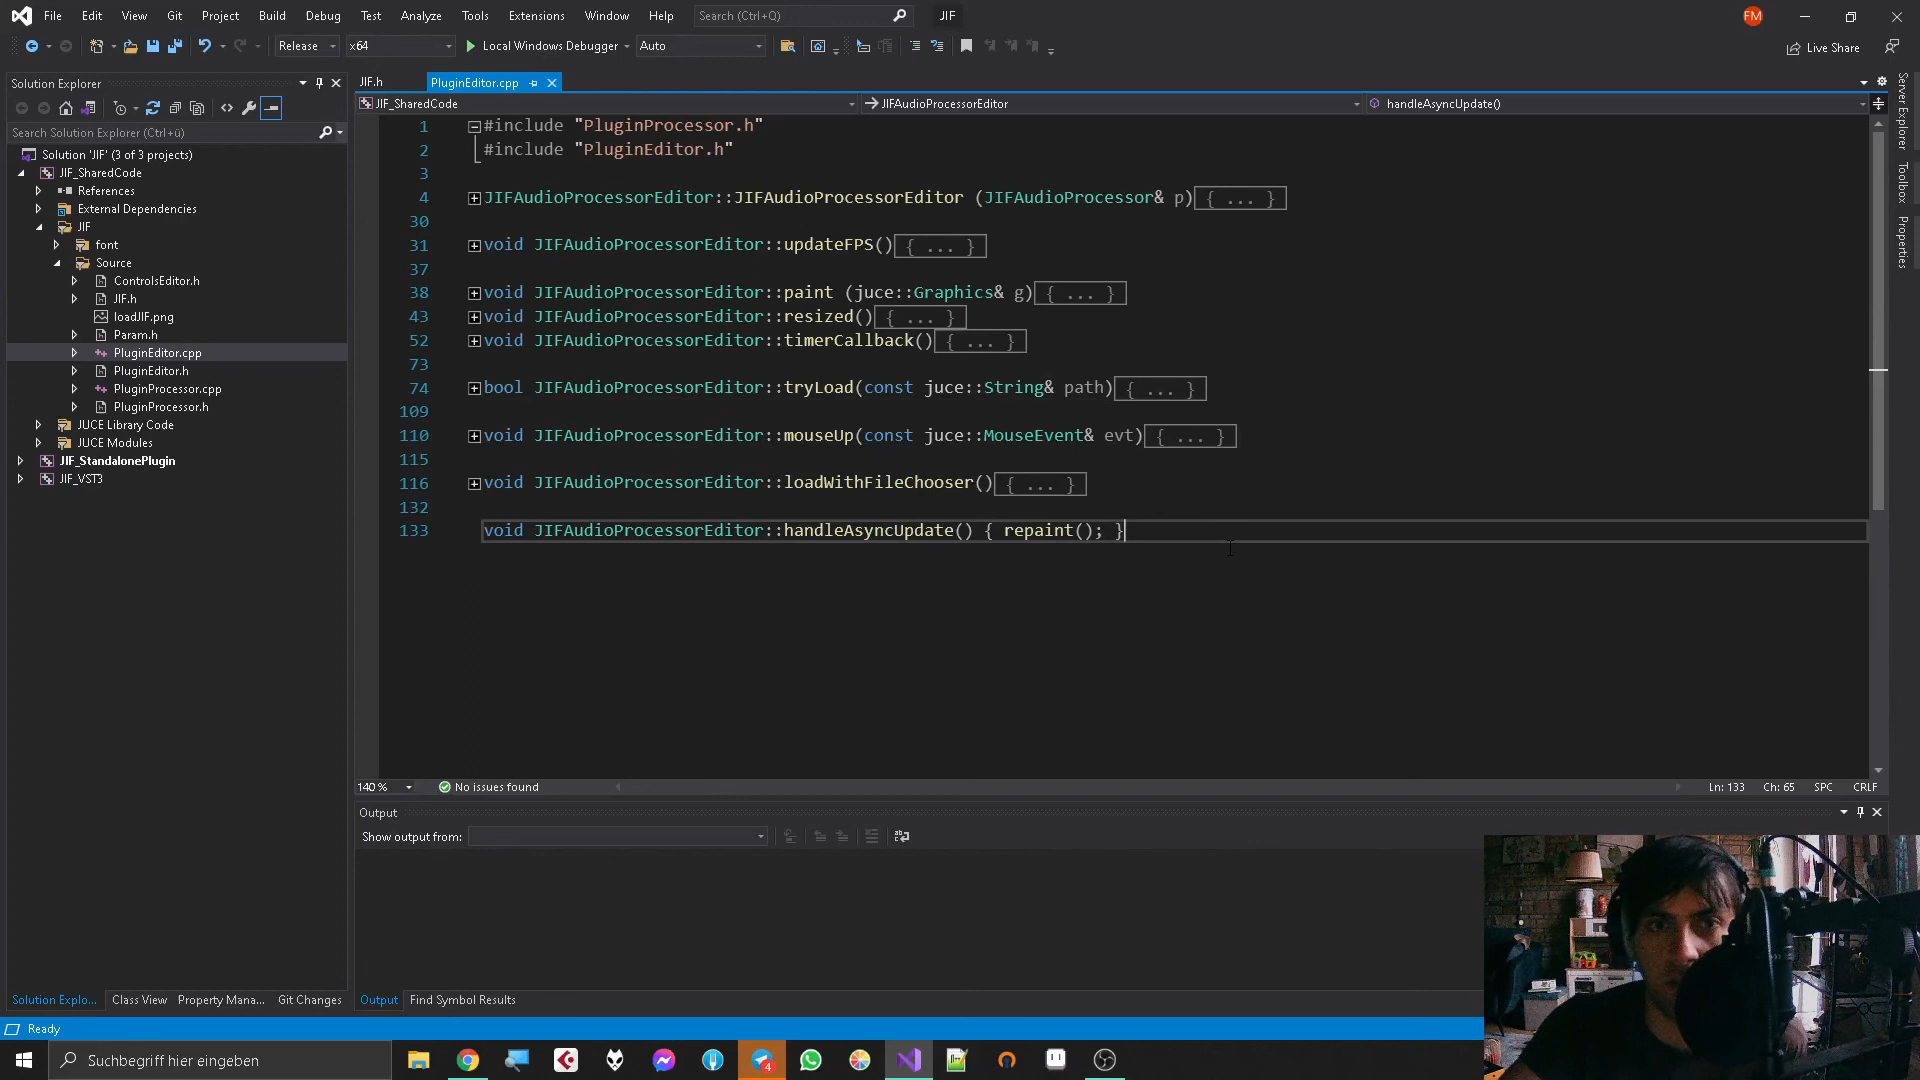 File Edit View Git Project Build Debug Test Analyze Tools Extensions Window Help Search (Ctrl+Q) JIF FM
Release x64 Local Windows Debugger Auto Live Share
Solution Explorer
Search Solution Explorer (Ctrl+ü)
Solution 'JIF' (3 of 3 projects)
JIF_SharedCode
References
External Dependencies
JIF
font
Source
ControlsEditor.h
JIF.h
loadJIF.png
Param.h
PluginEditor.cpp
PluginEditor.h
PluginProcessor.cpp
PluginProcessor.h
JUCE Library Code
JUCE Modules
JIF_StandalonePlugin
JIF_VST3
Solution Explo... Class View Property Mana... Git Changes
JIF.h PluginEditor.cpp
JIF_SharedCode JIFAudioProcessorEditor handleAsyncUpdate()
1 #include "PluginProcessor.h"
2 #include "PluginEditor.h"
3
4 JIFAudioProcessorEditor::JIFAudioProcessorEditor (JIFAudioProcessor& p){ ... }
30
31 void JIFAudioProcessorEditor::updateFPS(){ ... }
37
38 void JIFAudioProcessorEditor::paint (juce::Graphics& g){ ... }
43 void JIFAudioProcessorEditor::resized(){ ... }
52 void JIFAudioProcessorEditor::timerCallback(){ ... }
73
74 bool JIFAudioProcessorEditor::tryLoad(const juce::String& path){ ... }
109
110 void JIFAudioProcessorEditor::mouseUp(const juce::MouseEvent& evt){ ... }
115
116 void JIFAudioProcessorEditor::loadWithFileChooser(){ ... }
132
133 void JIFAudioProcessorEditor::handleAsyncUpdate() { repaint(); }
140 % No issues found Ln: 133 Ch: 65 SPC CRLF
Output
Show output from:
Output Find Symbol Results
Server Explorer
Toolbox
Properties
Ready
Suchbegriff hier eingeben
4